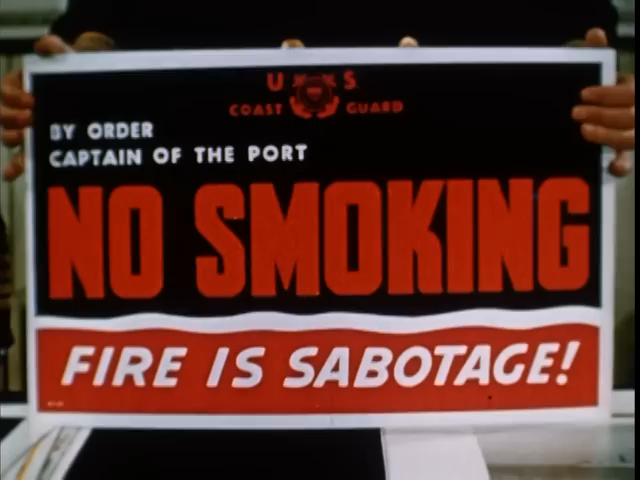 U S
COAST GUARD
BY ORDER
CAPTAIN OF THE PORT
NO SMOKING
FIRE IS SABOTAGE!